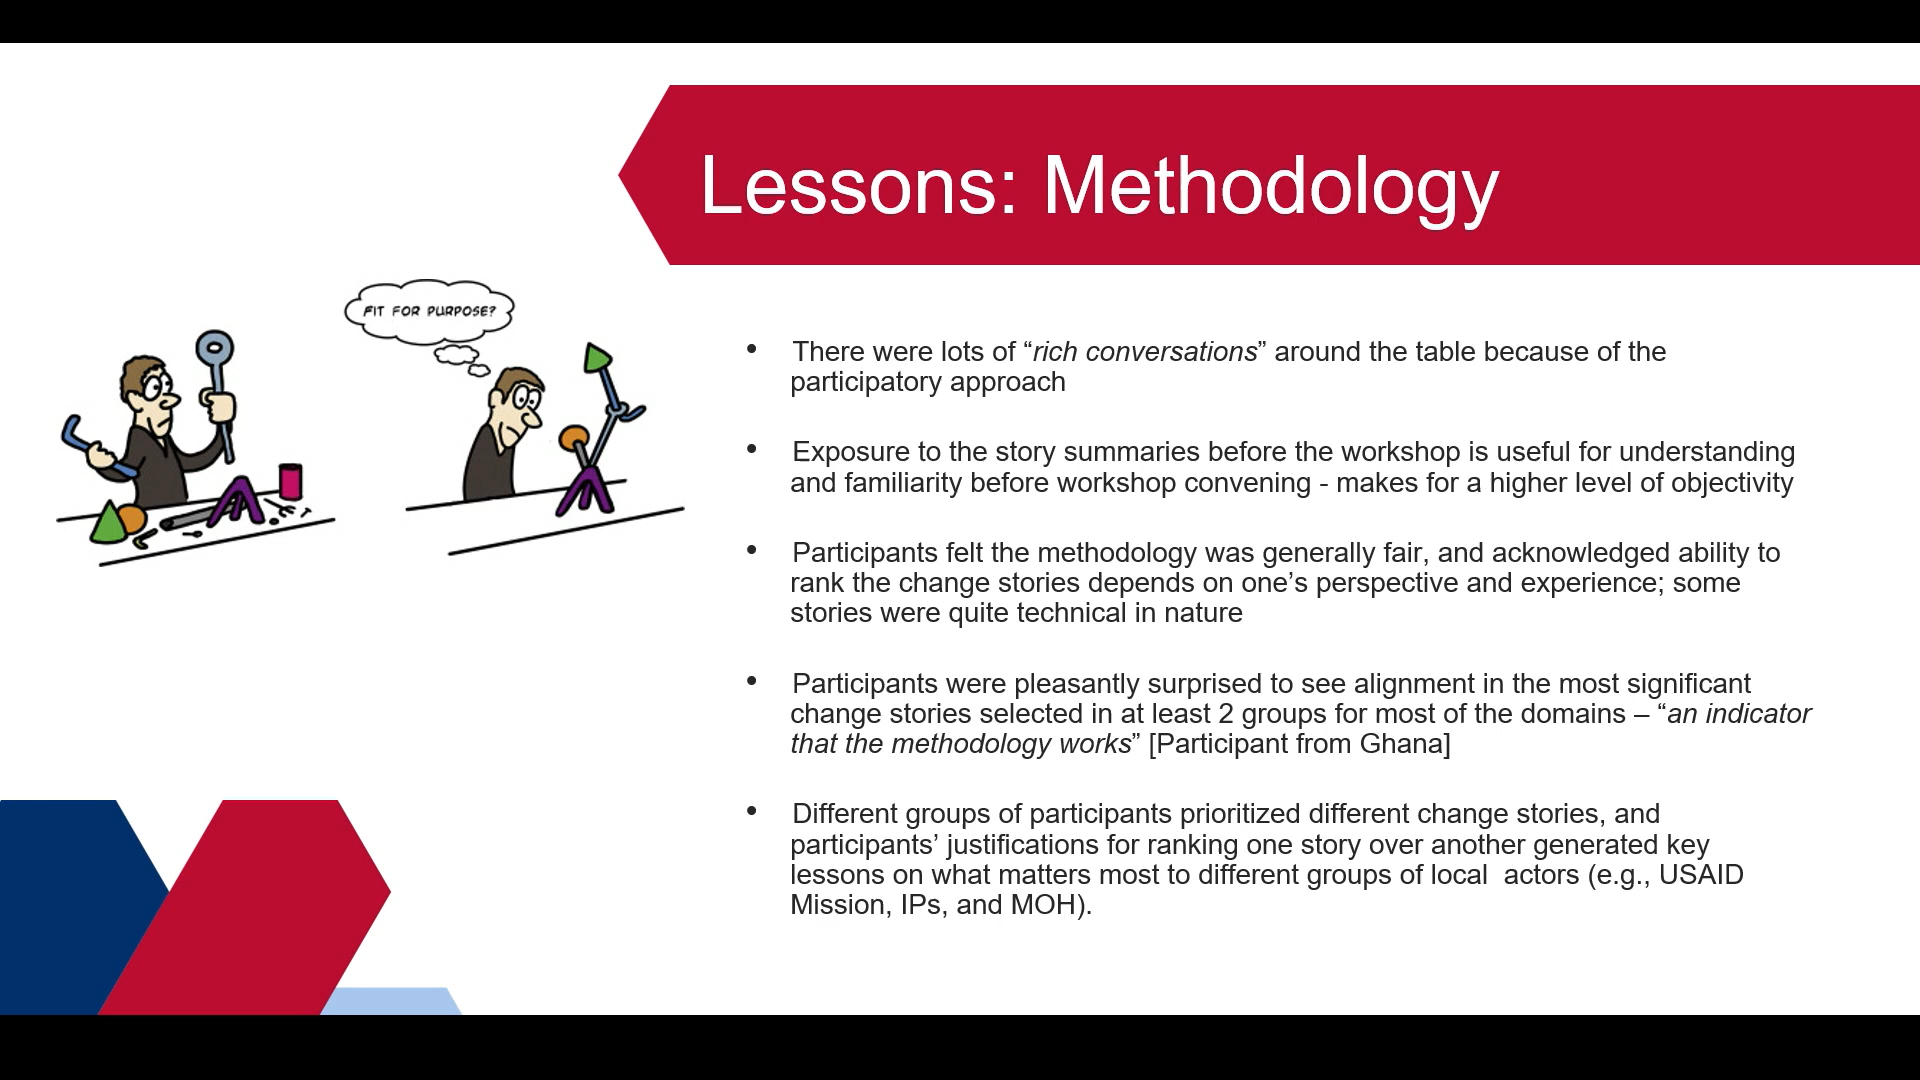 Lessons: Methodology
FIT FOR PURPOSE?
• There were lots of “rich conversations” around the table because of the
participatory approach
• Exposure to the story summaries before the workshop is useful for understanding
and familiarity before workshop convening - makes for a higher level of objectivity
• Participants felt the methodology was generally fair, and acknowledged ability to
rank the change stories depends on one’s perspective and experience; some
stories were quite technical in nature
• Participants were pleasantly surprised to see alignment in the most significant
change stories selected in at least 2 groups for most of the domains – “an indicator
that the methodology works” [Participant from Ghana]
• Different groups of participants prioritized different change stories, and
participants’ justifications for ranking one story over another generated key
lessons on what matters most to different groups of local  actors (e.g., USAID
Mission, IPs, and MOH).